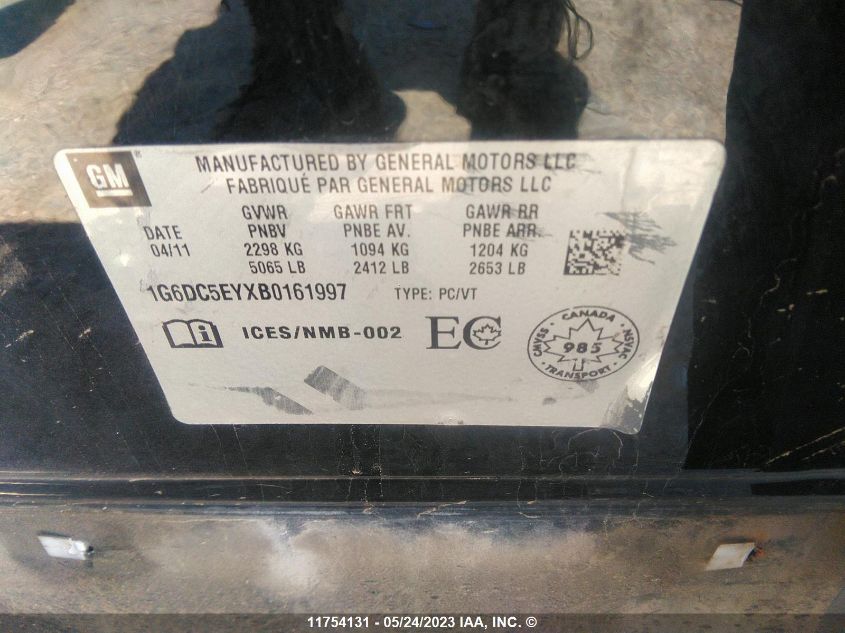 GM
MANUFACTURED BY GENERAL MOTORS LLC
FABRIQUÉ PAR GENERAL MOTORS LLC
GVWR GAWR FRT GAWR RR
DATE PNBV PNBE AV. PNBE ARR.
04/11 2298 KG 1094 KG 1204 KG
5065 LB 2412 LB 2653 LB
1G6DC5EYXB0161997 TYPE: PC/VT
i ICES/NMB-002 EC
CANADA
CMVSS 985 NSVAC
TRANSPORT
11754131 - 05/24/2023 IAA, INC. ©